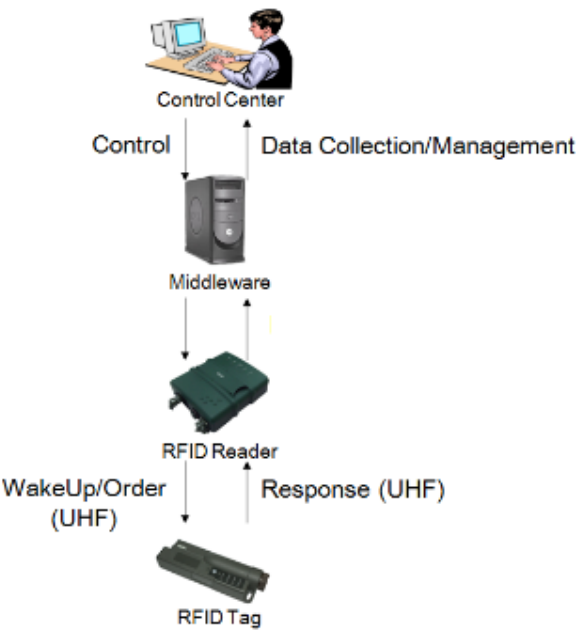 Control Center
Control
Data Collection/Management
Middleware
RFID Reader
WakeUp/Order
(UHF)
Response (UHF)
RFID Tag